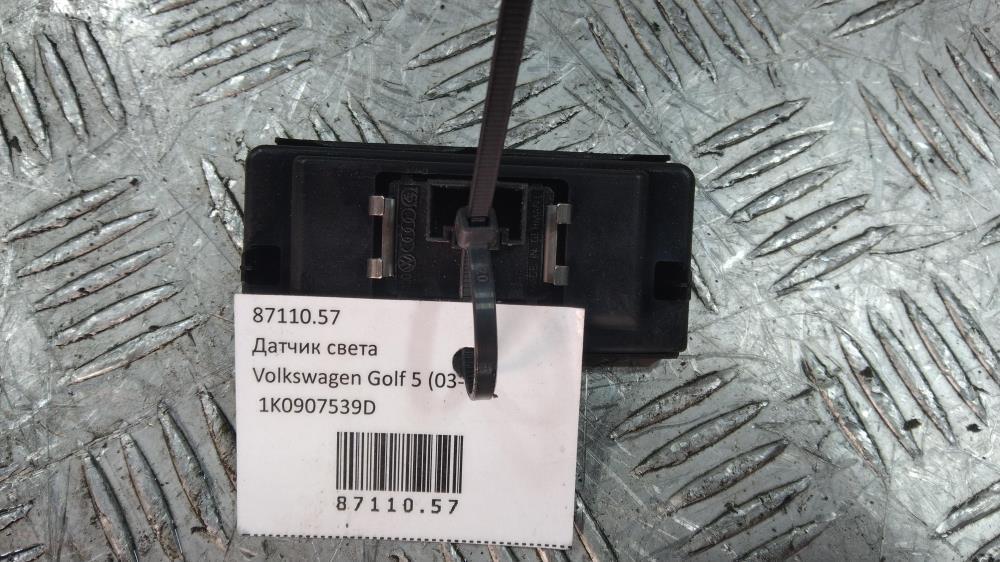 87110.57
Датчик света
Volkswagen Golf 5 (03-
1K0907539D
87110.57